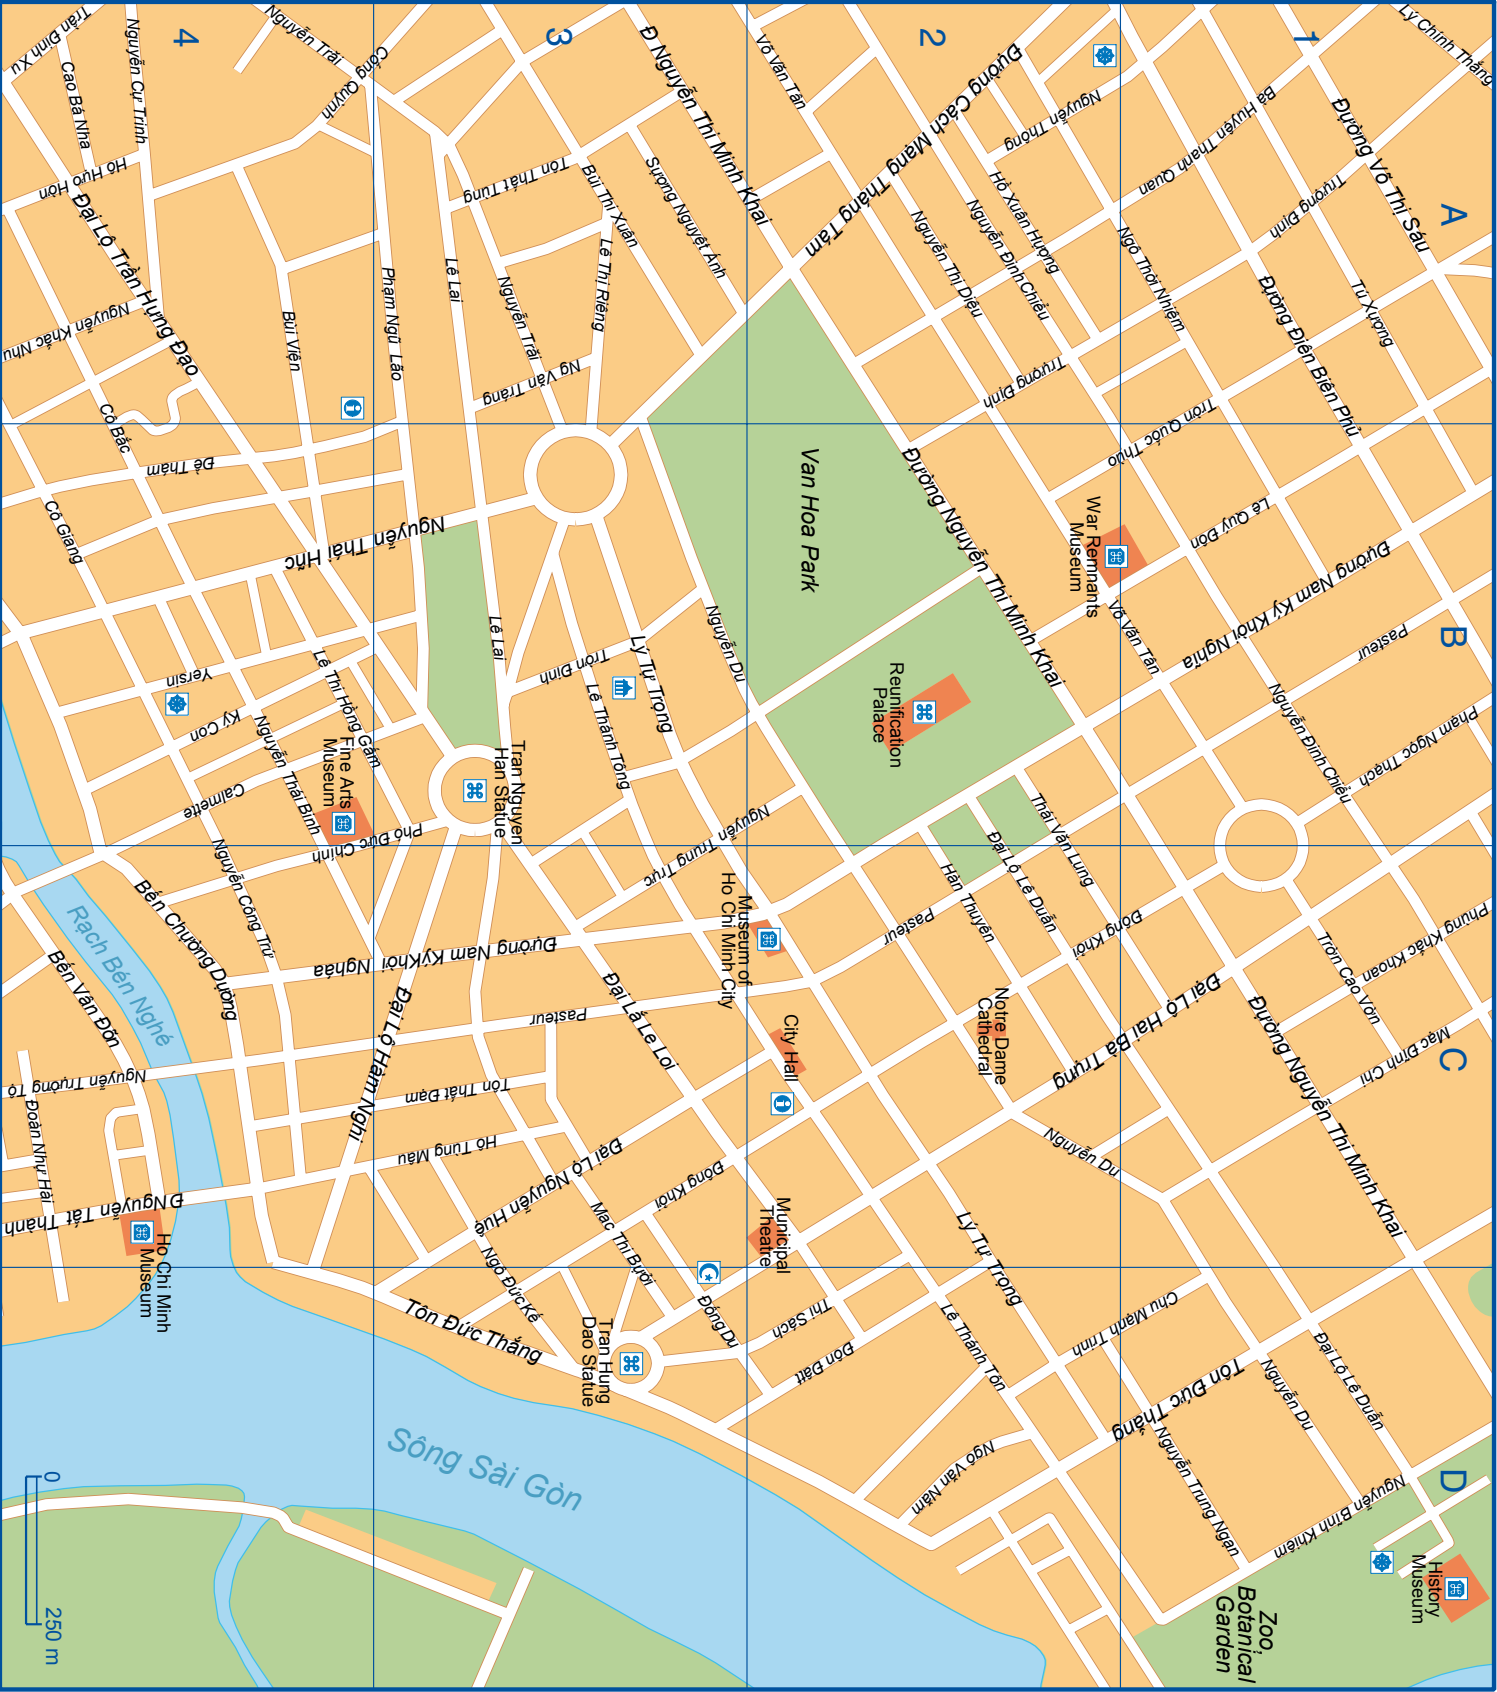 A
B
C
D
1
2
3
4
Lý Chính Thắng
Đường Võ Thị Sáu
Bà Huyện Thanh Quan
Trương Định
Tú Xương
Đường Điện Biên Phủ
Ngô Thời Nhiệm
Nguyễn Thông
Hồ Xuân Hương
Nguyễn Đình Chiểu
Nguyễn Thị Diệu
Trương Định
Võ Văn Tần
Đường Cách Mạng Tháng Tám
Đ Nguyễn Thị Minh Khai
Sương Nguyệt Ánh
Bùi Thị Xuân
Tôn Thất Tùng
Lê Thị Riêng
Nguyễn Trãi
Ng Văn Tráng
Lê Lai
Phạm Ngũ Lão
Bùi Viện
Cống Quỳnh
Nguyễn Trãi
Nguyễn Cư Trinh
Trần Đình Xu
Cao Bá Nha
Hồ Hảo Hớn
Đại Lộ Trần Hưng Đạo
Nguyễn Khắc Nhu
Cô Bắc
Đề Thám
Cô Giang
Trần Quốc Thảo
Lê Quý Đôn
War Remnants
Museum
Võ Văn Tần
Đường Nam Kỳ Khởi Nghĩa
Pasteur
Phạm Ngọc Thạch
Nguyễn Đình Chiểu
Đường Nguyễn Thị Minh Khai
Van Hoa Park
Reunification
Palace
Nguyễn Du
Lý Tự Trọng
Lê Thánh Tông
Lê Lai
Nguyễn Thái
Yersin
Ký Con
Lê Thị Hồng Gấm
Nguyễn Thái Bình
Calmette
Fine Arts
Museum
Phó Đức Chính
Tran Nguyen
Han Statue
Nguyễn Trung Trực
Thái Văn Lung
Đại Lộ Lê Duẩn
Hàn Thuyên
Pasteur
Đồng Khởi
Phùng Khắc Khoan
Mạc Đĩnh Chi
Đường Nguyễn Thị Minh Khai
Đại Lộ Hai Bà Trưng
Notre Dame
Cathedral
Nguyễn Du
Museum of
Ho Chi Minh City
City Hall
Đường Nam Kỳ Khởi Nghĩa
Đại Lá Le Loi
Pasteur
Tôn Thất Đạm
Hồ Tùng Mậu
Đại Lộ Hàm Nghi
Nguyễn Công Trứ
Bến Chương Dương
Rạch Bến Nghé
Bến Vân Đồn
Nguyễn Trường Tộ
Đoàn Như Hài
Đ Nguyễn Tất Thành
Ho Chi Minh
Museum
Đại Lộ Nguyễn Huệ
Đồng Khởi
Mạc Thị Bưởi
Ngô Đức Kế
Municipal
Theatre
Đông Du
Thi Sách
Tran Hung
Dao Statue
Tôn Đức Thắng
Lý Tự Trọng
Lê Thánh Tôn
Chu Mạnh Trinh
Tôn Đức Thắng
Nguyễn Du
Đại Lộ Lê Duẩn
Nguyễn Trung Ngạn
Nguyễn Bỉnh Khiêm
Ngô Văn Năm
History
Museum
Zoo,
Botanical
Garden
Sông Sài Gòn
0
250 m